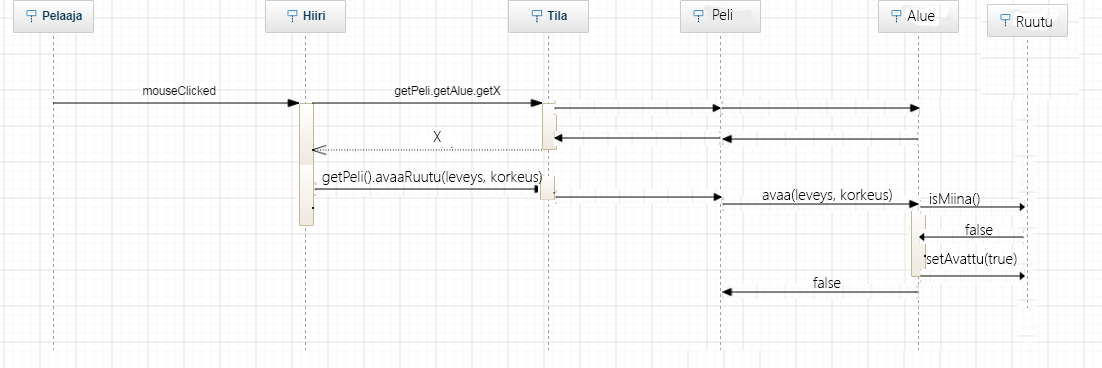 Pelaaja
Hiiri
Tila
Peli
Alue
Ruutu
mouseClicked
getPeli.getAlue.getX
X
getPeli().avaaRuutu(leveys, korkeus)
avaa(leveys, korkeus)
isMiina()
false
setAvattu(true)
false